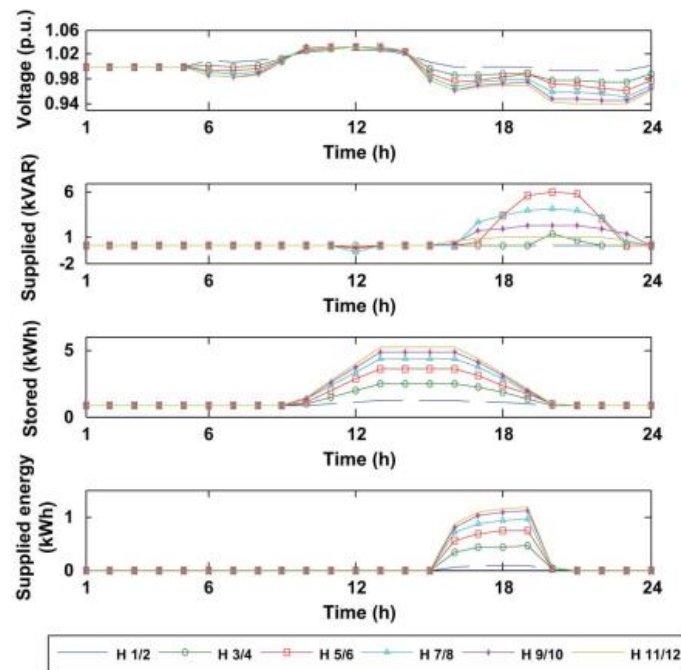 1.06
1.02
0.98
0.94
Voltage (p.u.)
1 6 12 18 24
Time (h)
6
1
-2
Supplied (kVAR)
1 6 12 18 24
Time (h)
5
0
Stored (kWh)
1 6 12 18 24
Time (h)
1
0
Supplied energy
(kWh)
1 6 12 18 24
Time (h)
H 1/2 H 3/4 H 5/6 H 7/8 H 9/10 H 11/12